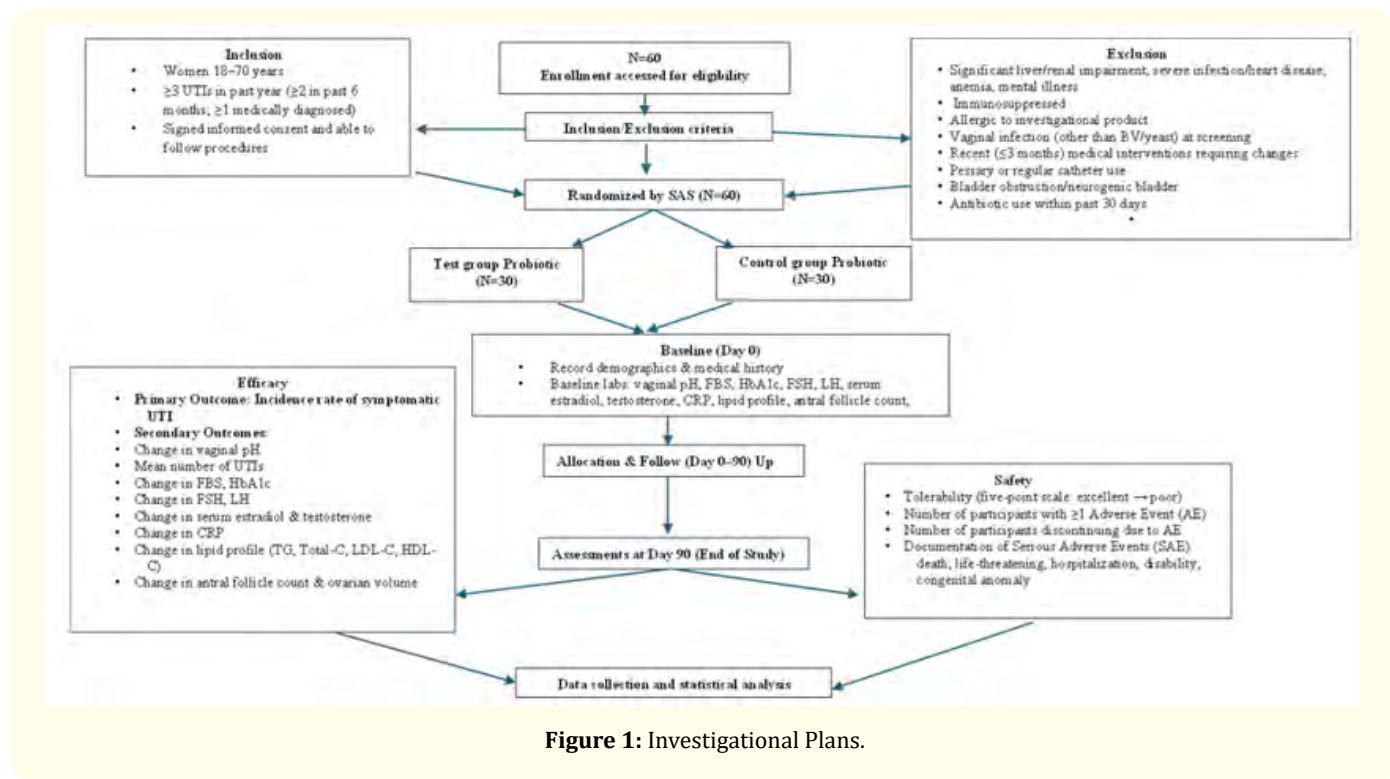 Inclusion
• Women 18–70 years
• ≥3 UTIs in past year (≥2 in past 6
months, ≥1 medically diagnosed)
• Signed informed consent and able to
follow procedures
N=60
Enrollment accessed for eligibility
Exclusion
• Significant liver/renal impairment, severe infection/heart disease,
anemia, mental illness
• Immunosuppressed
• Allergic to investigational product
• Vaginal infection (other than BV/yeast) at screening
• Recent (≤3 months) medical interventions requiring changes
• Pessary or regular catheter use
• Bladder obstruction/neurogenic bladder
• Antibiotic use within past 30 days
•
Inclusion/Exclusion criteria
Randomized by SAS (N=60)
Test group Probiotic
(N=30)
Control group Probiotic
(N=30)
Baseline (Day 0)
• Record demographics & medical history
• Baseline labs: vaginal pH, FBS, HbA1c, FSH, LH, serum
estradiol, testosterone, CRP, lipid profile, antral follicle count,
Allocation & Follow (Day 0–90) Up
Assessments at Day 90 (End of Study)
Efficacy
• Primary Outcome: Incidence rate of symptomatic
UTI
• Secondary Outcomes:
• Change in vaginal pH
• Mean number of UTIs
• Change in FBS, HbA1c
• Change in FSH, LH
• Change in serum estradiol & testosterone
• Change in CRP
• Change in lipid profile (TG, Total-C, LDL-C, HDL-
C)
• Change in antral follicle count & ovarian volume
Safety
• Tolerability (five-point scale: excellent → poor)
• Number of participants with ≥1 Adverse Event (AE)
• Number of participants discontinuing due to AE
• Documentation of Serious Adverse Events (SAE)
death, life-threatening, hospitalization, disability,
congenital anomaly
Data collection and statistical analysis
Figure 1: Investigational Plans.